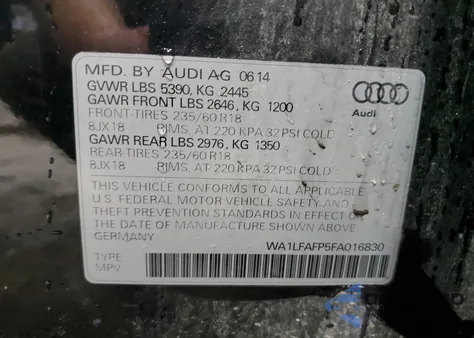 MFD. BY AUDI AG 06 14
GVWR LBS 5390, KG 2445
GAWR FRONT LBS 2646, KG 1200
FRONT TIRES 235/60 R18
8JX18 RIMS, AT 220 KPA 32 PSI COLD
GAWR REAR LBS 2976, KG 1350
REAR TIRES 235/60 R18
8JX18 RIMS, AT 220 KPA 32 PSI COLD
Audi
THIS VEHICLE CONFORMS TO ALL APPLICABLE
U. S. FEDERAL MOTOR VEHICLE SAFETY AND
THEFT PREVENTION STANDARDS IN EFFECT ON
THE DATE OF MANUFACTURE SHOWN ABOVE
GERMANY
WA1LFAFP5FA016830
TYPE
MPV